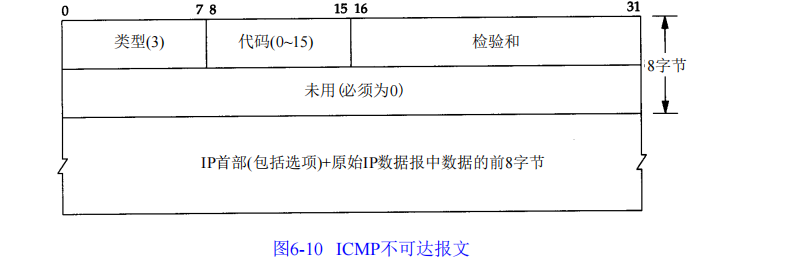 0 7 8 15 16 31
类型(3) 代码(0~15) 检验和
8字节
未用(必须为0)
IP首部(包括选项)+原始IP数据报中数据的前8字节
图6-10 ICMP不可达报文